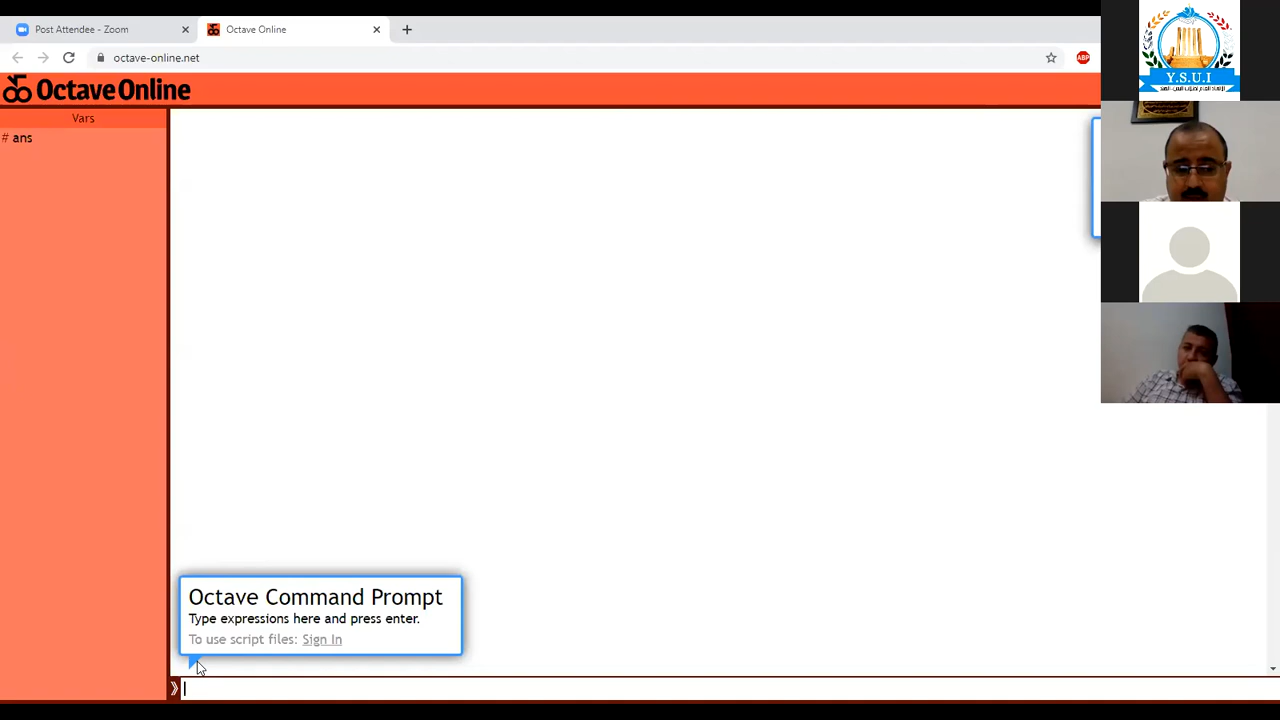 Post Attendee - Zoom
Octave Online
octave-online.net
ABP
Octave Online
Vars
# ans
Octave Command Prompt
Type expressions here and press enter.
To use script files: Sign In
Y.S.U.I